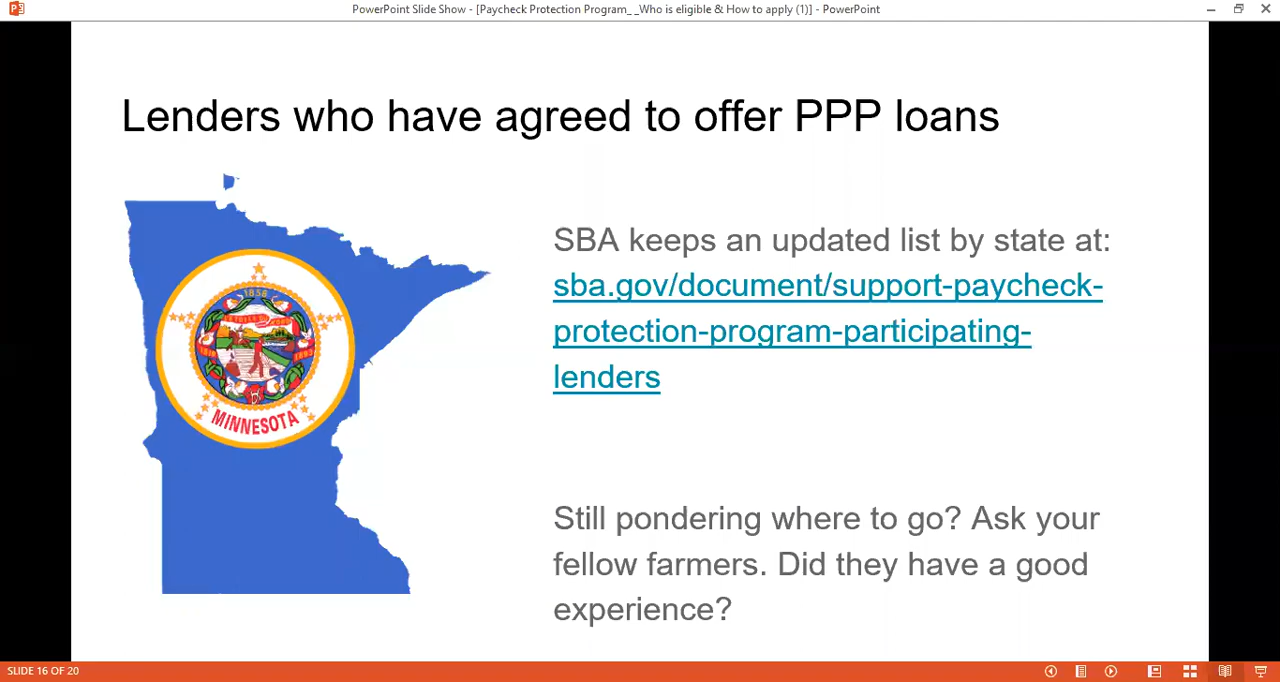 PowerPoint Slide Show - [Paycheck Protection Program_ _Who is eligible & How to apply (1)] - PowerPoint
Lenders who have agreed to offer PPP loans
SBA keeps an updated list by state at:
sba.gov/document/support-paycheck-
protection-program-participating-
lenders
1858
MINNESOTA
Still pondering where to go? Ask your
fellow farmers. Did they have a good
experience?
SLIDE 16 OF 20